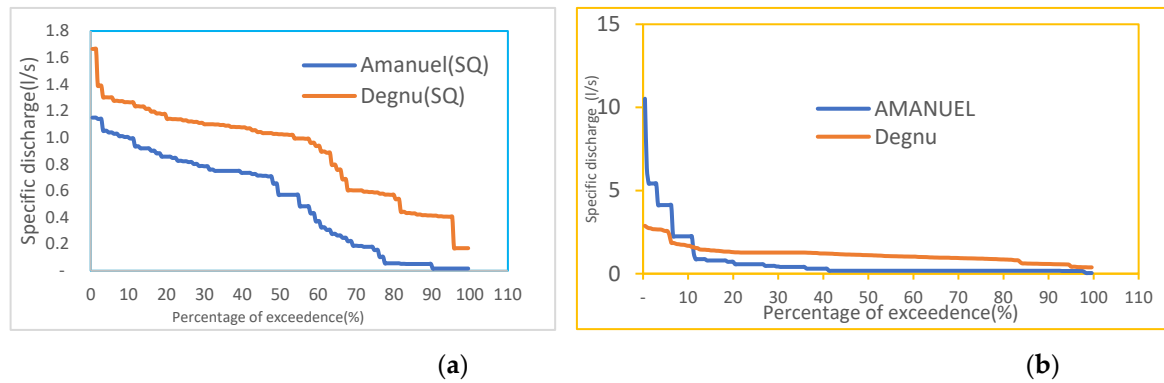 Specific discharge(l/s)
1.8
1.6
1.4
1.2
1.0
0.8
0.6
0.4
0.2
-
Amanuel(SQ)
Degnu(SQ)
0 10 20 30 40 50 60 70 80 90 100 110
Percentage of exceedence(%)
(a)
Specific discharge (l/s)
15
10
5
0
AMANUEL
Degnu
- 10 20 30 40 50 60 70 80 90 100 110
Percentage of exceedence(%)
(b)